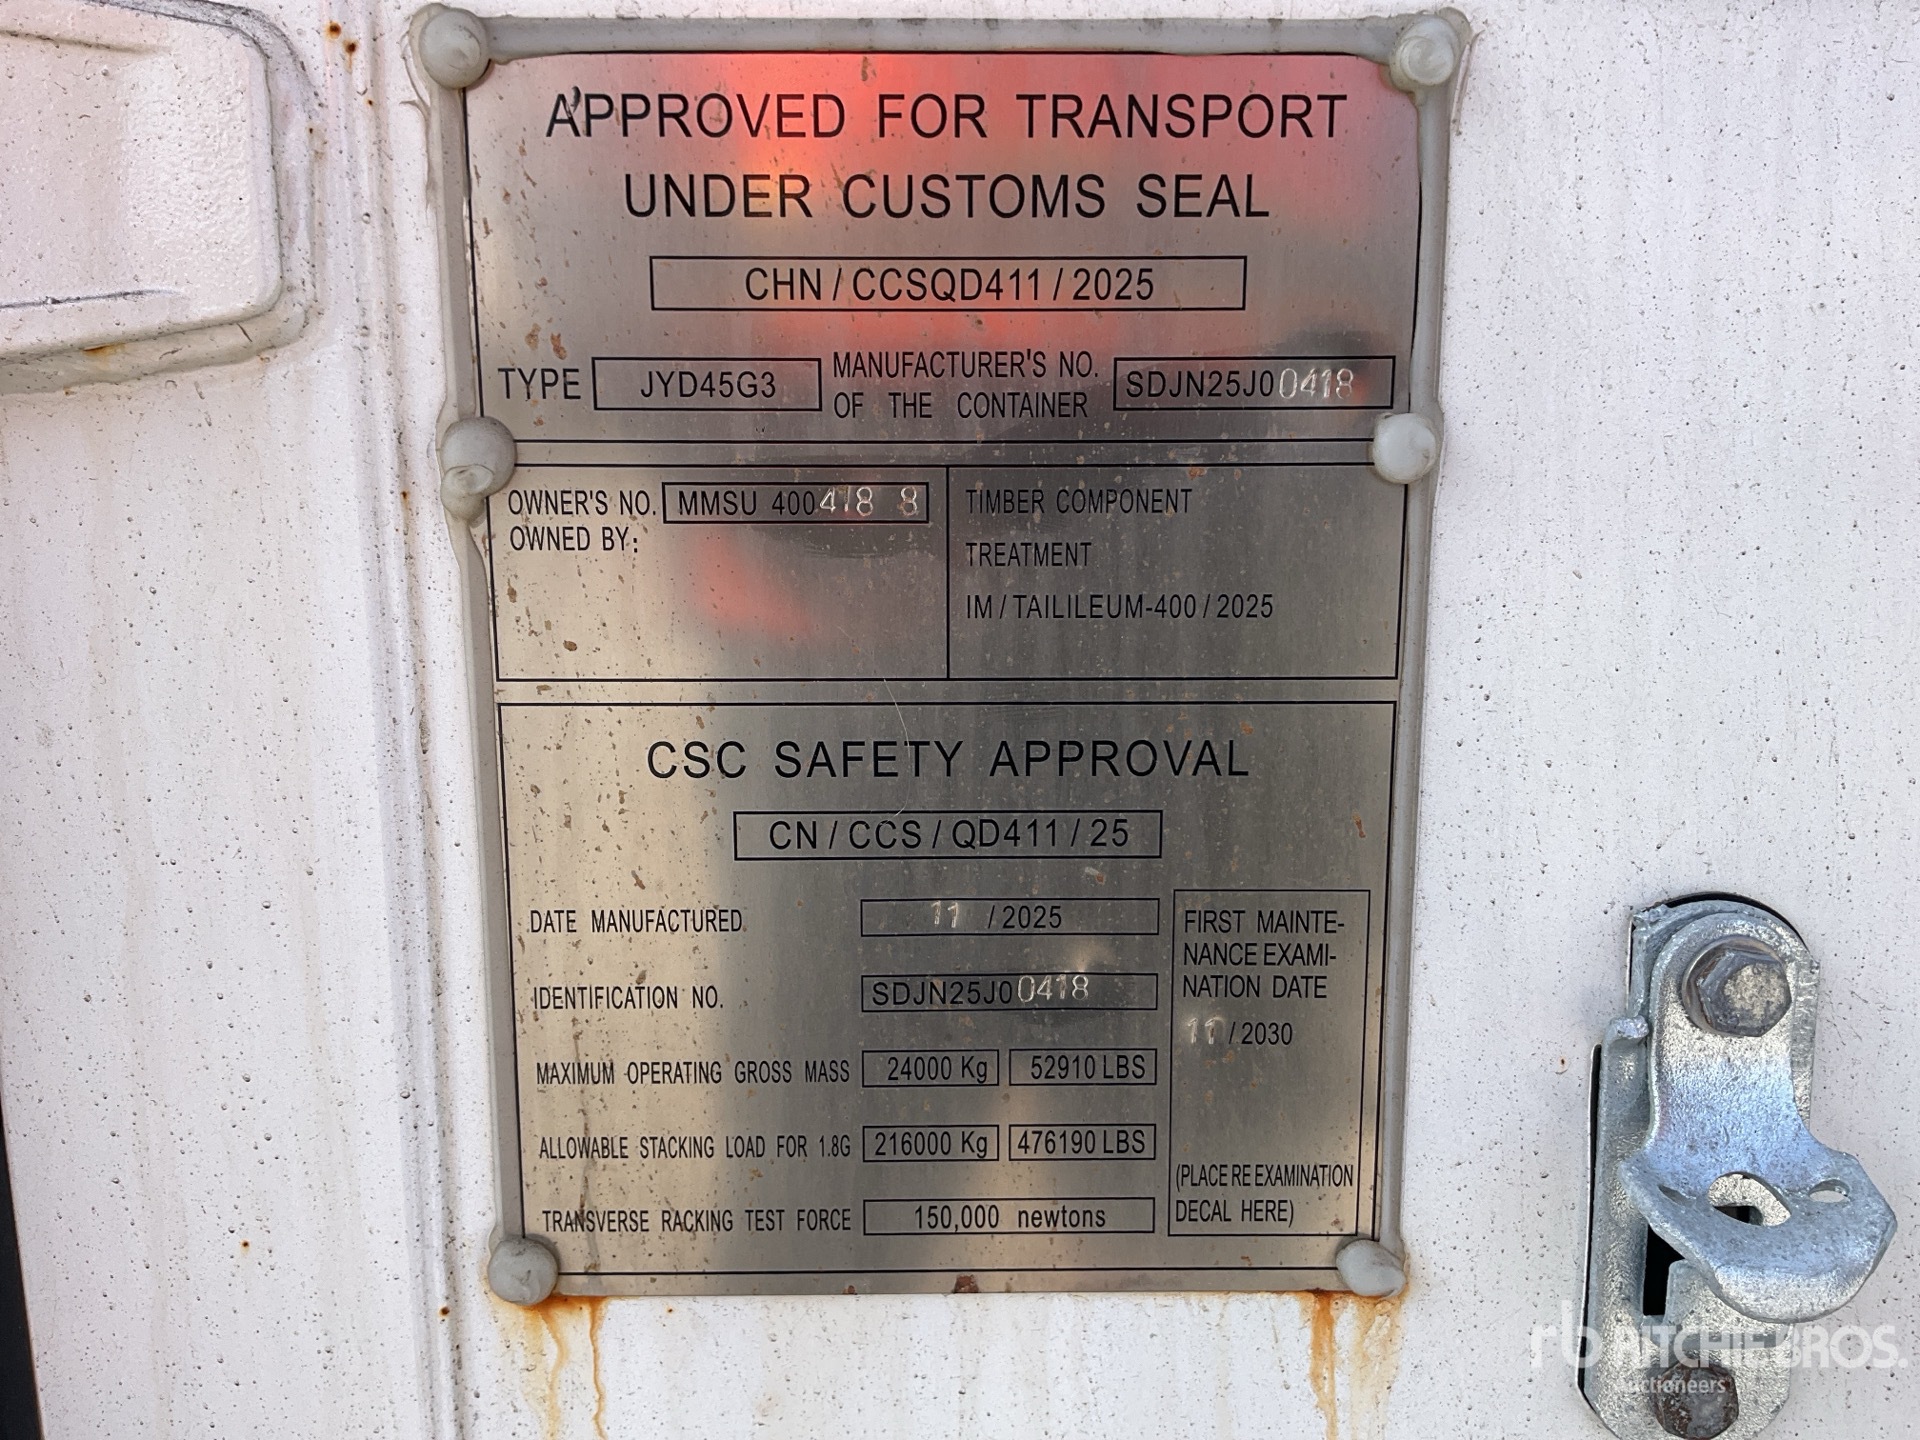 APPROVED FOR TRANSPORT
UNDER CUSTOMS SEAL
CHN / CCSQD411 / 2025
TYPE JYD45G3 MANUFACTURER'S NO. OF THE CONTAINER SDJN25J00418
OWNER'S NO. MMSU 400418 8
OWNED BY:
TIMBER COMPONENT
TREATMENT
IM / TAILILEUM-400 / 2025
CSC SAFETY APPROVAL
CN / CCS / QD411 / 25
DATE MANUFACTURED 11 / 2025
IDENTIFICATION NO. SDJN25J00418
MAXIMUM OPERATING GROSS MASS 24000 Kg 52910 LBS
ALLOWABLE STACKING LOAD FOR 1.8G 216000 Kg 476190 LBS
TRANSVERSE RACKING TEST FORCE 150,000 newtons
FIRST MAINTE-
NANCE EXAMI-
NATION DATE
11 / 2030
(PLACE RE EXAMINATION
DECAL HERE)
rb RITCHIE BROS.
Auctioneers